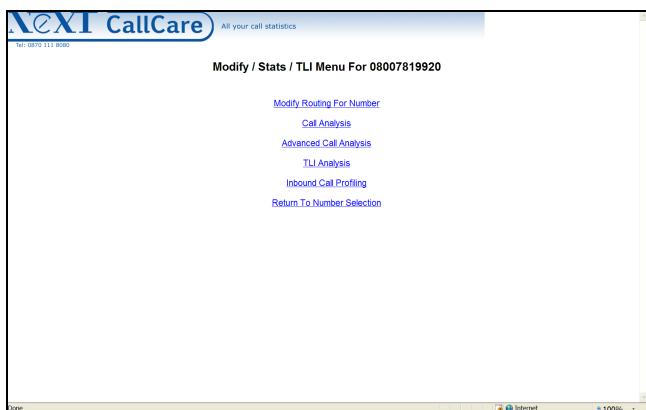 NeXT CallCare
All your call statistics
Tel: 0870 111 8080
Modify / Stats / TLI Menu For 08007819920
Modify Routing For Number
Call Analysis
Advanced Call Analysis
TLI Analysis
Inbound Call Profiling
Return To Number Selection
Done
Internet
100%